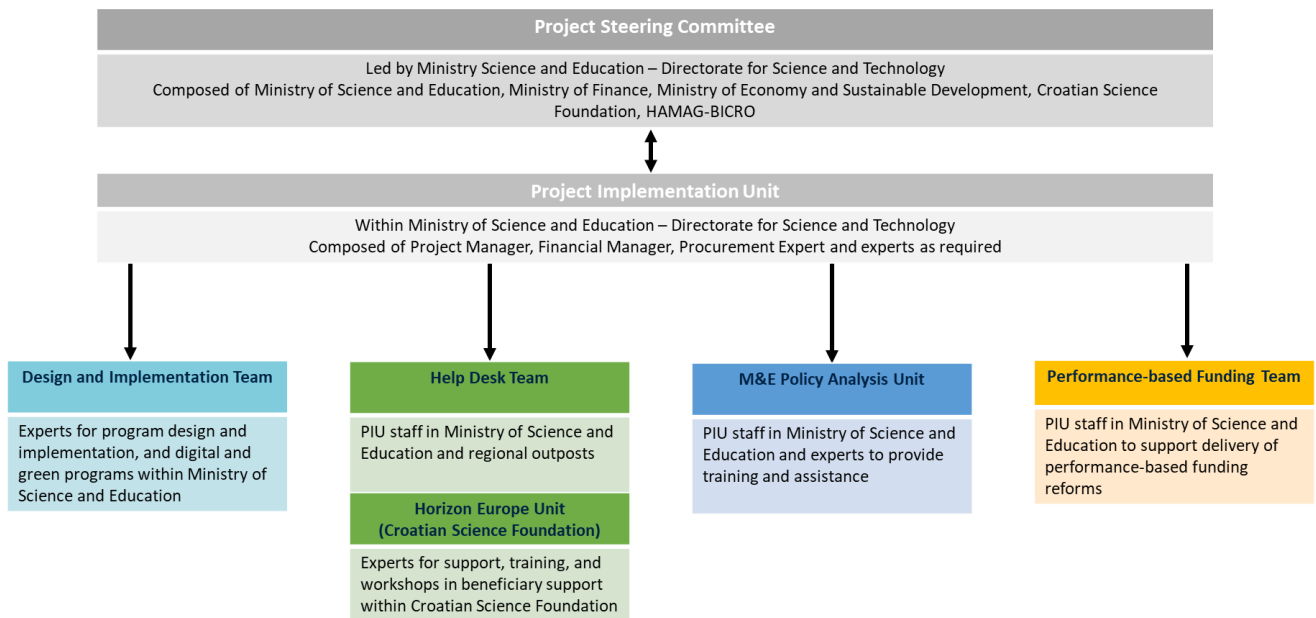 Project Steering Committee
Led by Ministry Science and Education – Directorate for Science and Technology
Composed of Ministry of Science and Education, Ministry of Finance, Ministry of Economy and Sustainable Development, Croatian Science
Foundation, HAMAG-BICRO
Project Implementation Unit
Within Ministry of Science and Education – Directorate for Science and Technology
Composed of Project Manager, Financial Manager, Procurement Expert and experts as required
Design and Implementation Team
Experts for program design and
implementation, and digital and
green programs within Ministry of
Science and Education
Help Desk Team
PIU staff in Ministry of Science and
Education and regional outposts
Horizon Europe Unit
(Croatian Science Foundation)
Experts for support, training, and
workshops in beneficiary support
within Croatian Science Foundation
M&E Policy Analysis Unit
PIU staff in Ministry of Science and
Education and experts to provide
training and assistance
Performance-based Funding Team
PIU staff in Ministry of Science and
Education to support delivery of
performance-based funding
reforms